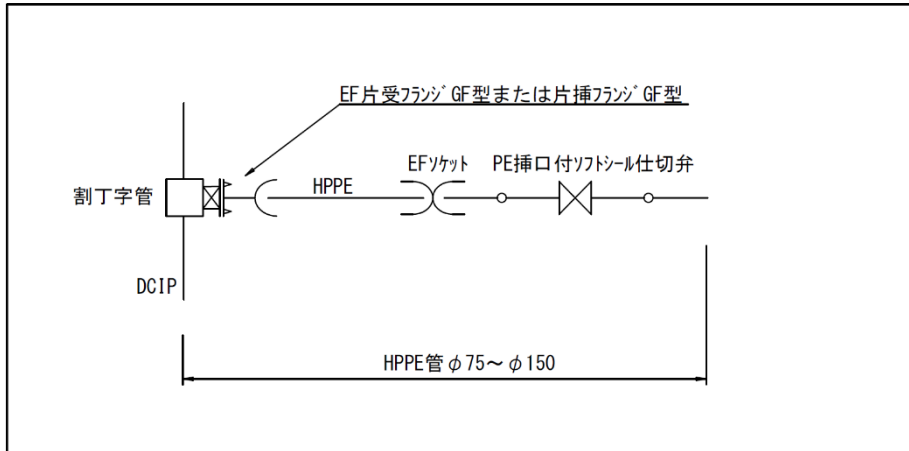 EF片受フランジGF型または片挿フランジGF型
EFソケット
PE挿口付ソフトシール仕切弁
割丁字管
HPPE
DCIP
HPPE管φ75～φ150